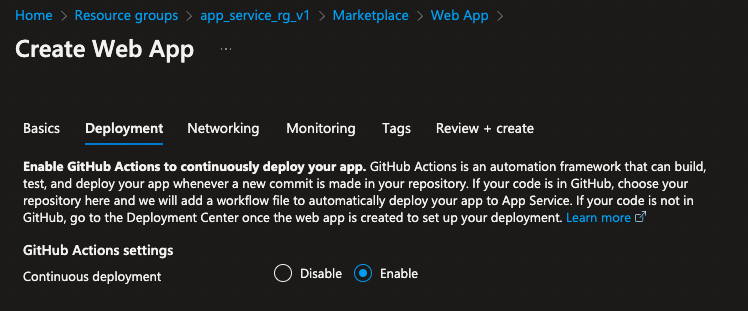 Home > Resource groups > app_service_rg_v1 > Marketplace > Web App >
Create Web App ...
Basics Deployment Networking Monitoring Tags Review + create
Enable GitHub Actions to continuously deploy your app. GitHub Actions is an automation framework that can build,
test, and deploy your app whenever a new commit is made in your repository. If your code is in GitHub, choose your
repository here and we will add a workflow file to automatically deploy your app to App Service. If your code is not in
GitHub, go to the Deployment Center once the web app is created to set up your deployment. Learn more
GitHub Actions settings
Continuous deployment Disable Enable